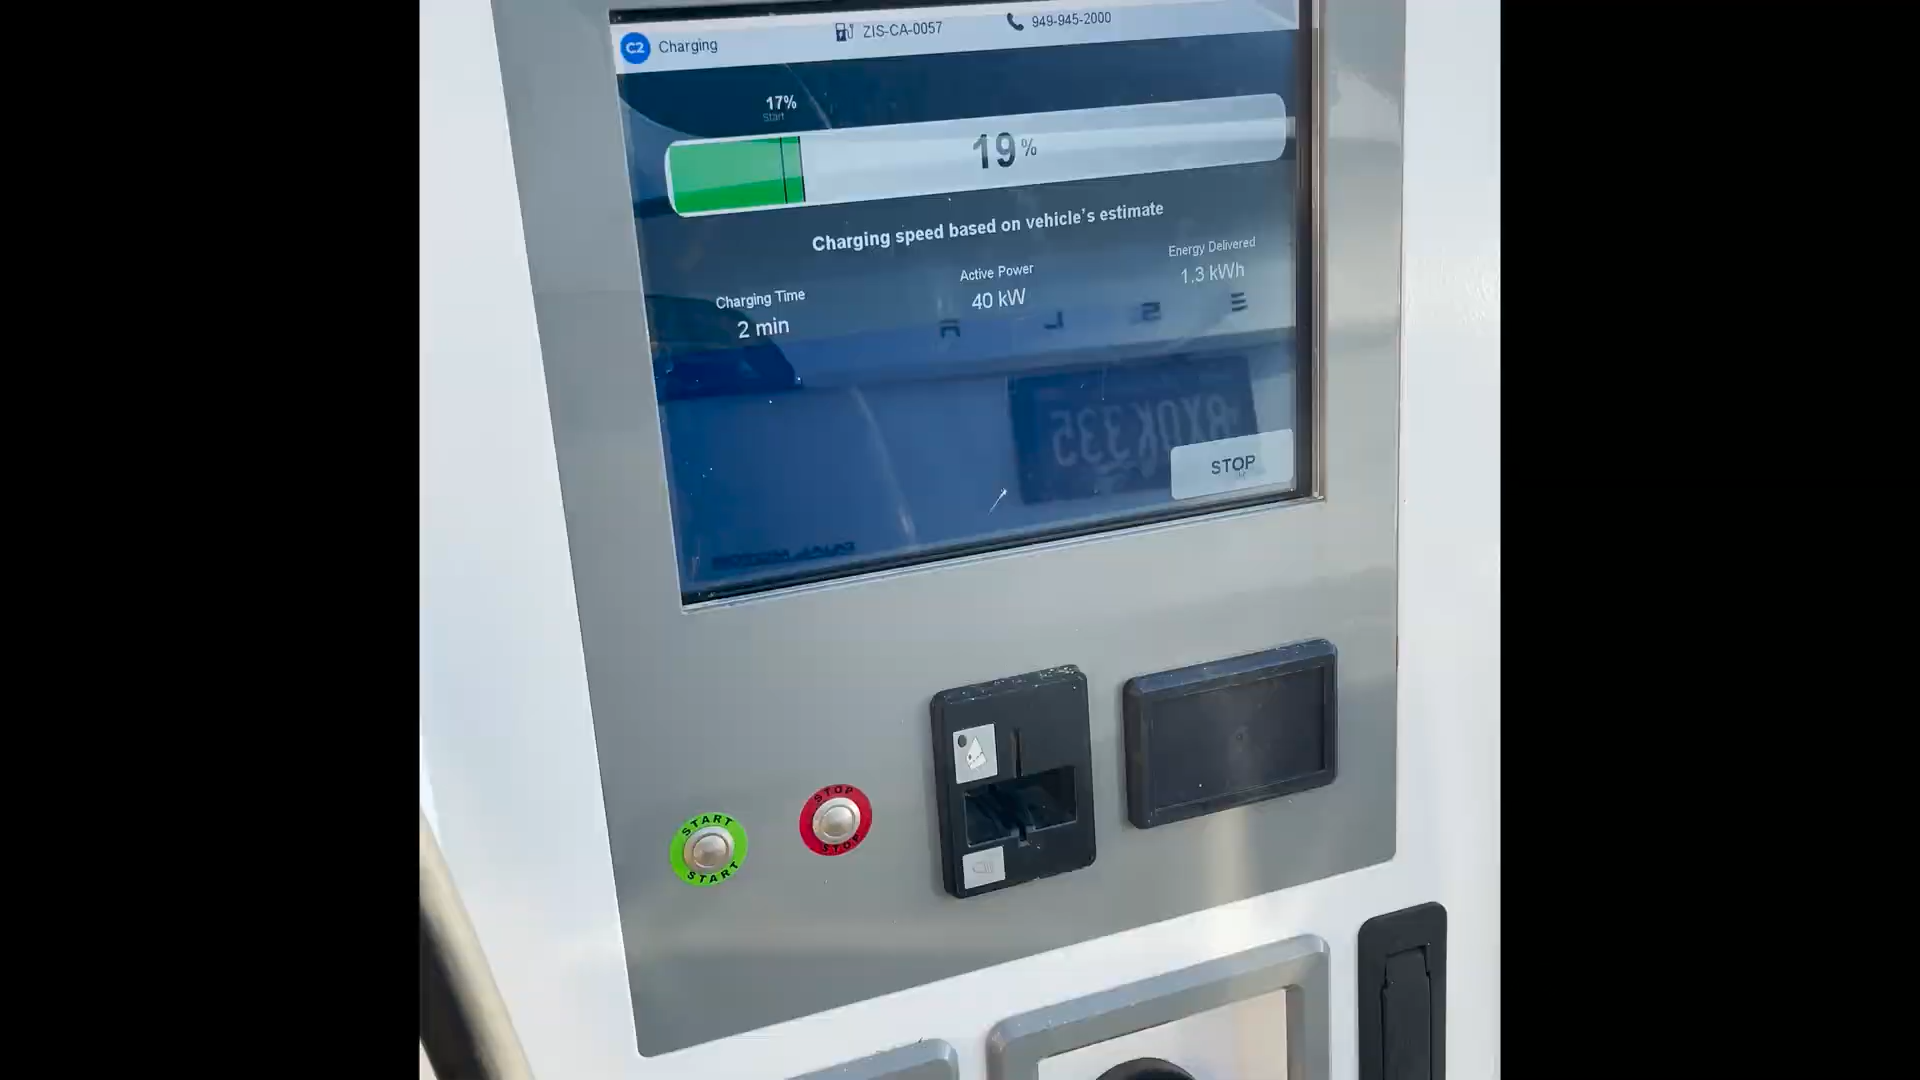 C2 Charging
ZIS-CA-0057
949-945-2000
17%
Start
19%
Charging speed based on vehicle's estimate
Charging Time
2 min
Active Power
40 kW
Energy Delivered
1,3 kWh
8XQK335
STOP
START
START
STOP
STOP